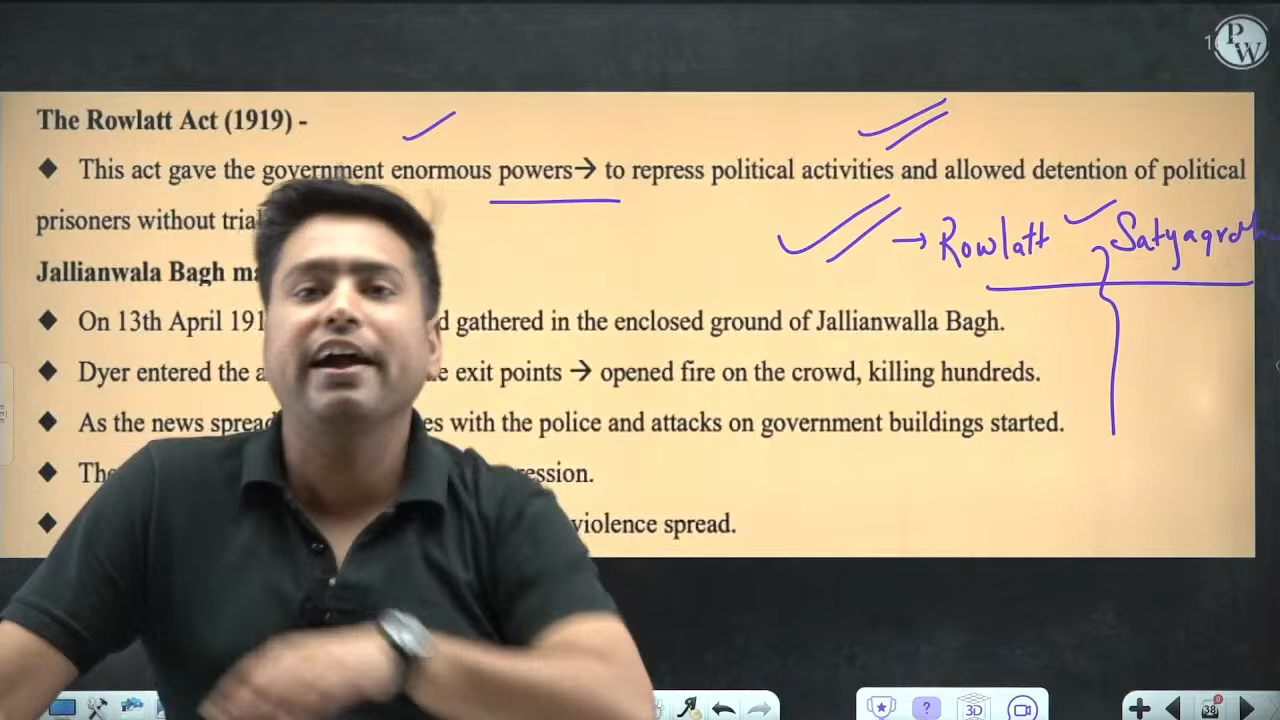 PW
1
The Rowlatt Act (1919) -
◆ This act gave the government enormous powers→ to repress political activities and allowed detention of political
prisoners without trial
→ Rowlatt Satyagrah
Jallianwala Bagh
◆ On 13th April 191 d gathered in the enclosed ground of Jallianwalla Bagh.
◆ Dyer entered the exit points → opened fire on the crowd, killing hundreds.
◆ As the news spread with the police and attacks on government buildings started.
◆ The ession.
◆ violence spread.
? 3D 38